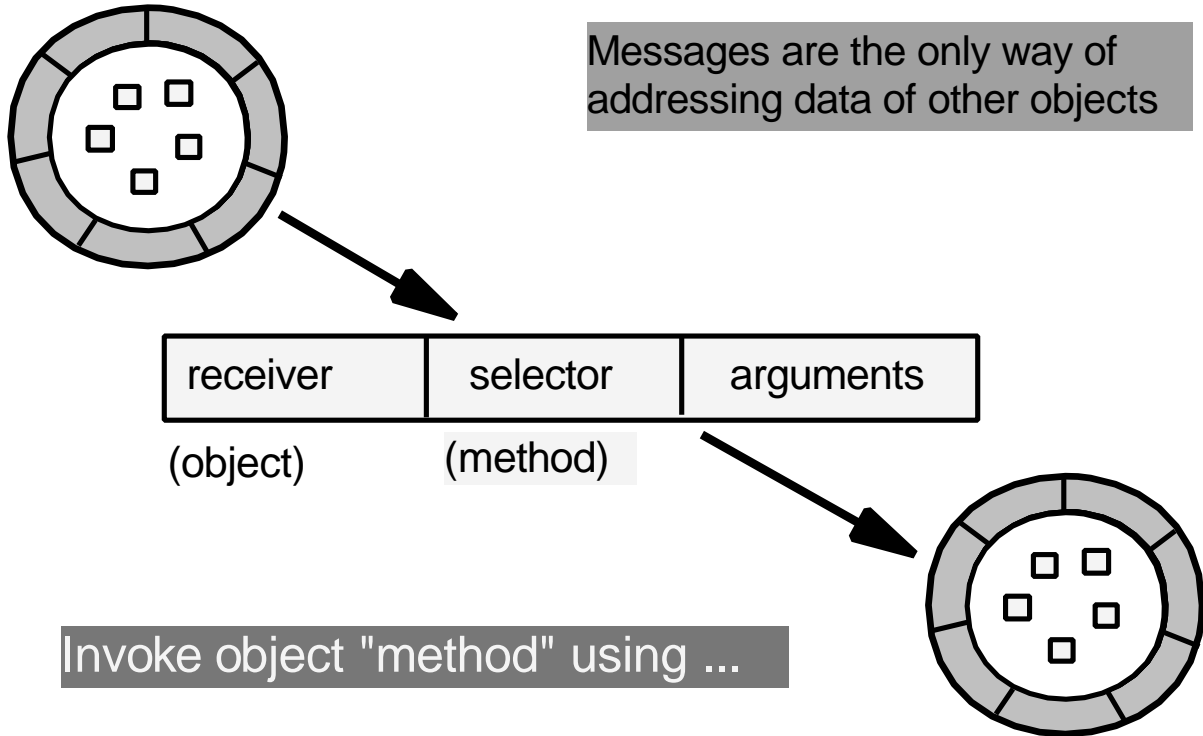 Messages are the only way of
addressing data of other objects
receiver selector arguments
(object) (method)
Invoke object "method" using ...